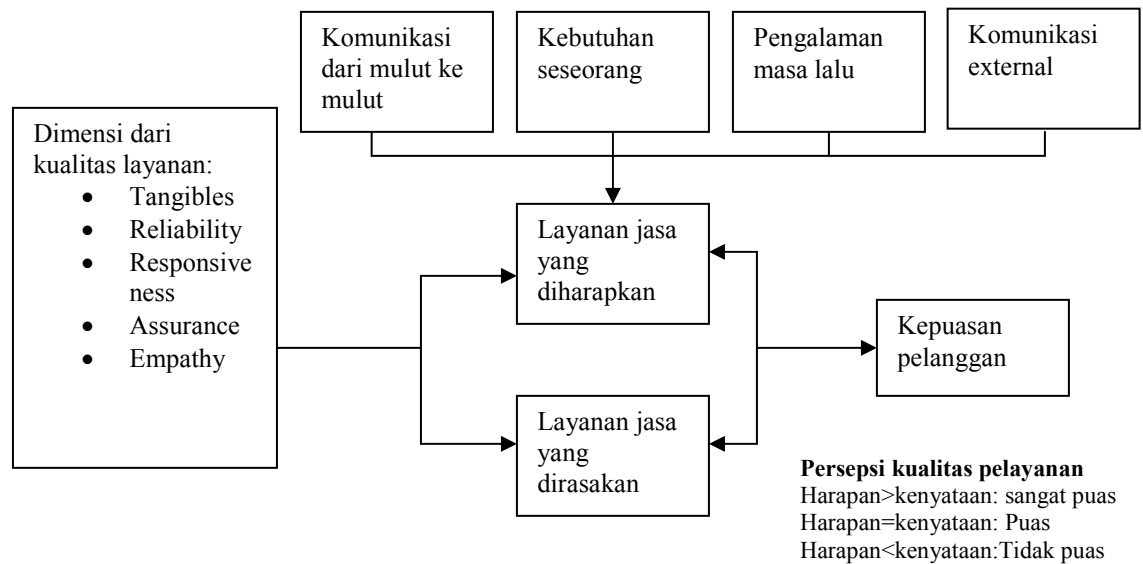 Komunikasi
dari mulut ke
mulut
Kebutuhan
seseorang
Pengalaman
masa lalu
Komunikasi
external
Dimensi dari
kualitas layanan:
• Tangibles
• Reliability
• Responsive
ness
• Assurance
• Empathy
Layanan jasa
yang
diharapkan
Kepuasan
pelanggan
Layanan jasa
yang
dirasakan
Persepsi kualitas pelayanan
Harapan>kenyataan: sangat puas
Harapan=kenyataan: Puas
Harapan<kenyataan:Tidak puas